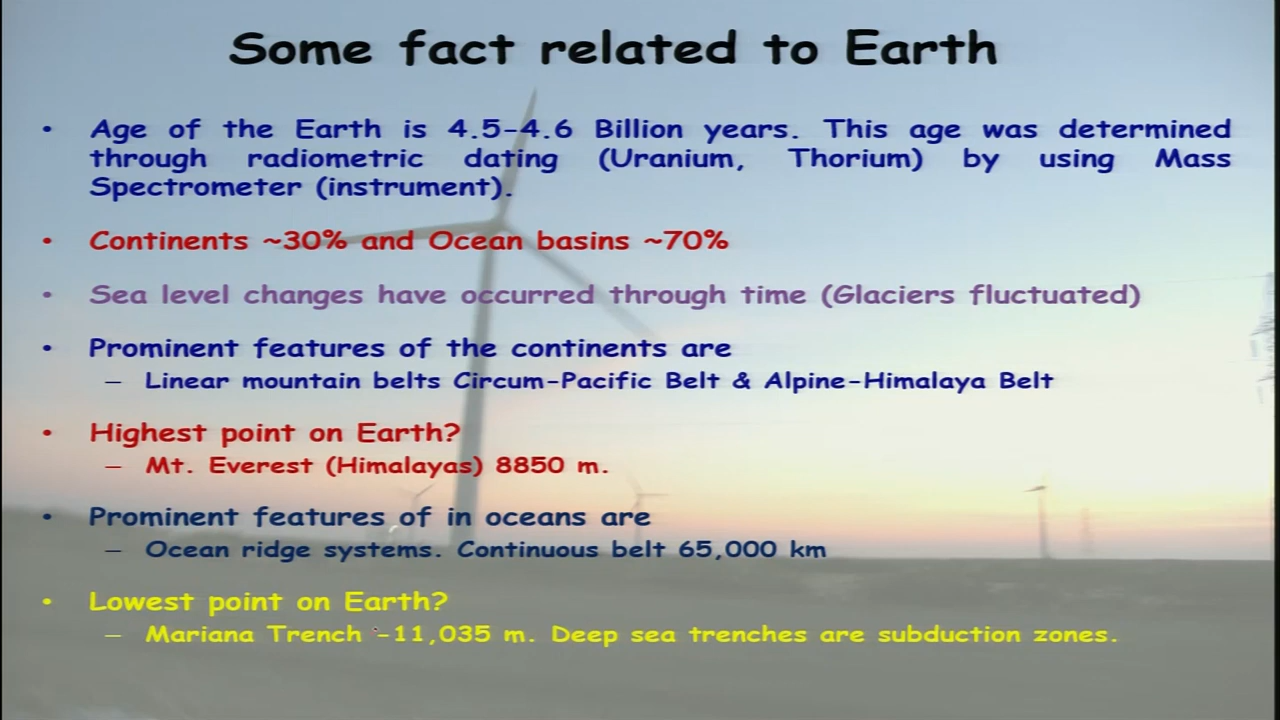 Some fact related to Earth
• Age of the Earth is 4.5-4.6 Billion years. This age was determined
through radiometric dating (Uranium, Thorium) by using Mass
Spectrometer (instrument).
• Continents ~30% and Ocean basins ~70%
• Sea level changes have occurred through time (Glaciers fluctuated)
• Prominent features of the continents are
– Linear mountain belts Circum-Pacific Belt & Alpine-Himalaya Belt
• Highest point on Earth?
– Mt. Everest (Himalayas) 8850 m.
• Prominent features of in oceans are
– Ocean ridge systems. Continuous belt 65,000 km
• Lowest point on Earth?
– Mariana Trench -11,035 m. Deep sea trenches are subduction zones.